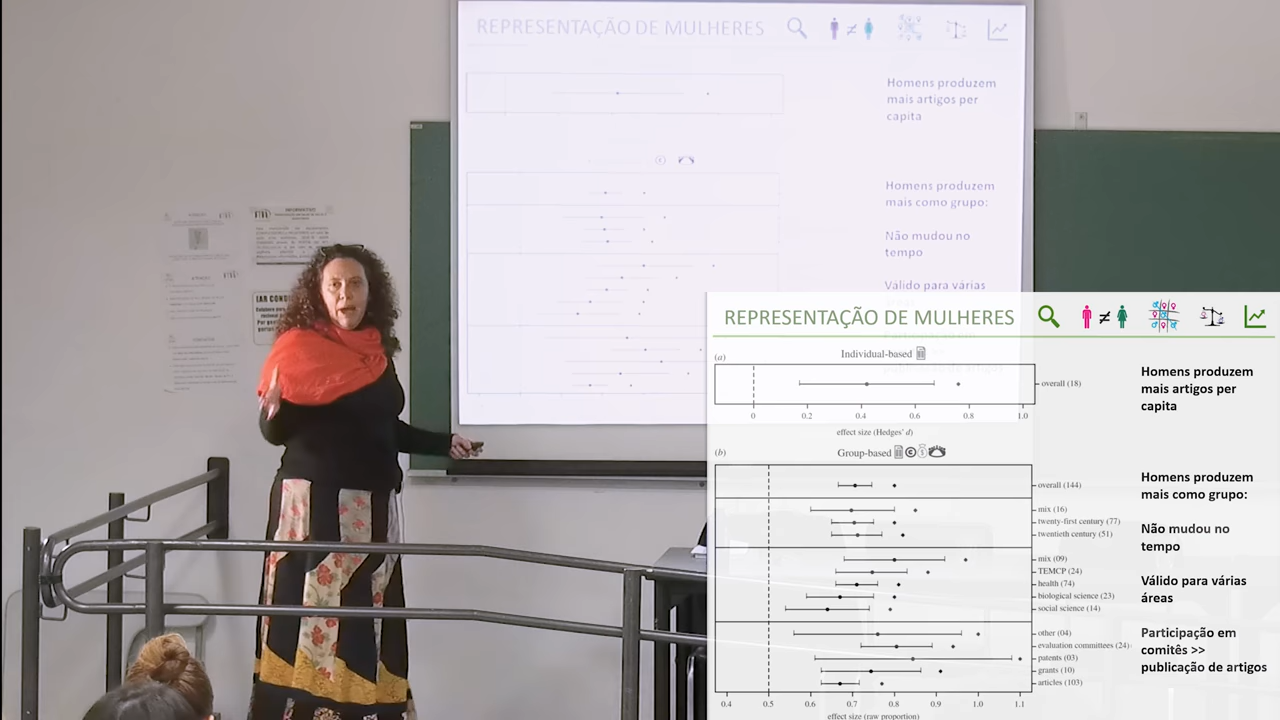 REPRESENTAÇÃO DE MULHERES
≠
Homens produzem
mais artigos per
capita
Homens produzem
mais como grupo:
Não mudou no
tempo
Válido para várias
IAR COND
REPRESENTAÇÃO DE MULHERES
≠
(a)
Individual-based
overall (18)
0
0.2
0.4
0.6
0.8
1.0
effect size (Hedges' d)
Homens produzem
mais artigos per
capita
(b)
Group-based
overall (144)
mix (16)
twenty-first century (77)
twentieth century (51)
mix (09)
TEMCP (24)
health (74)
biological science (23)
social science (14)
other (04)
evaluation committees (24)
patents (03)
grants (10)
articles (103)
0.4
0.5
0.6
0.7
0.8
0.9
1.0
1.1
effect size (raw proportion)
Homens produzem
mais como grupo:
Não mudou no
tempo
Válido para várias
áreas
Participação em
comitês >>
publicação de artigos